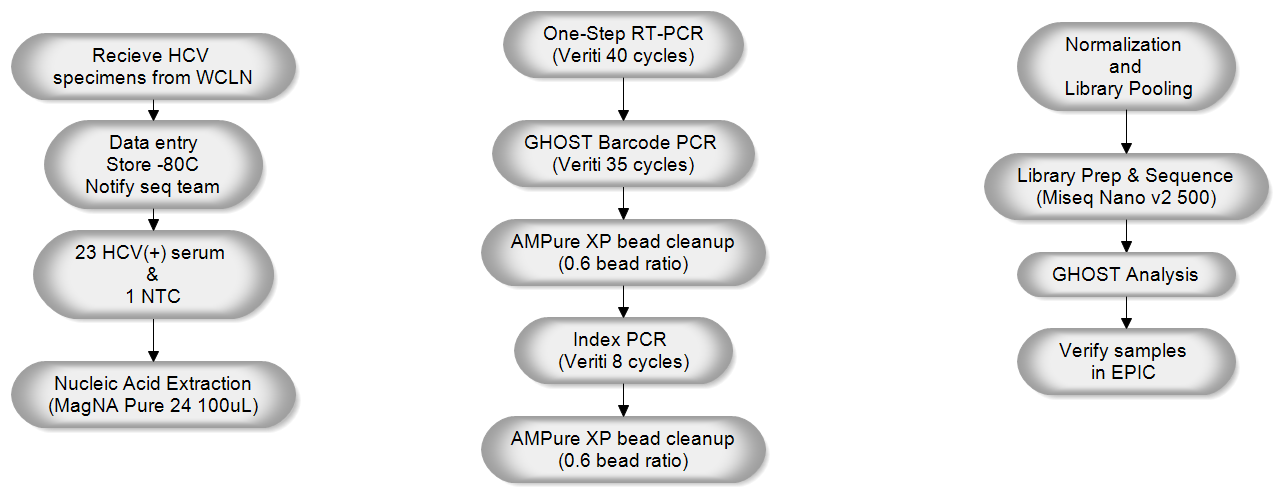 Recieve HCV
specimens from WCLN
Data entry
Store -80C
Notify seq team
23 HCV(+) serum
&
1 NTC
Nucleic Acid Extraction
(MagNA Pure 24 100uL)
One-Step RT-PCR
(Veriti 40 cycles)
GHOST Barcode PCR
(Veriti 35 cycles)
AMPure XP bead cleanup
(0.6 bead ratio)
Index PCR
(Veriti 8 cycles)
AMPure XP bead cleanup
(0.6 bead ratio)
Normalization
and
Library Pooling
Library Prep & Sequence
(Miseq Nano v2 500)
GHOST Analysis
Verify samples
in EPIC